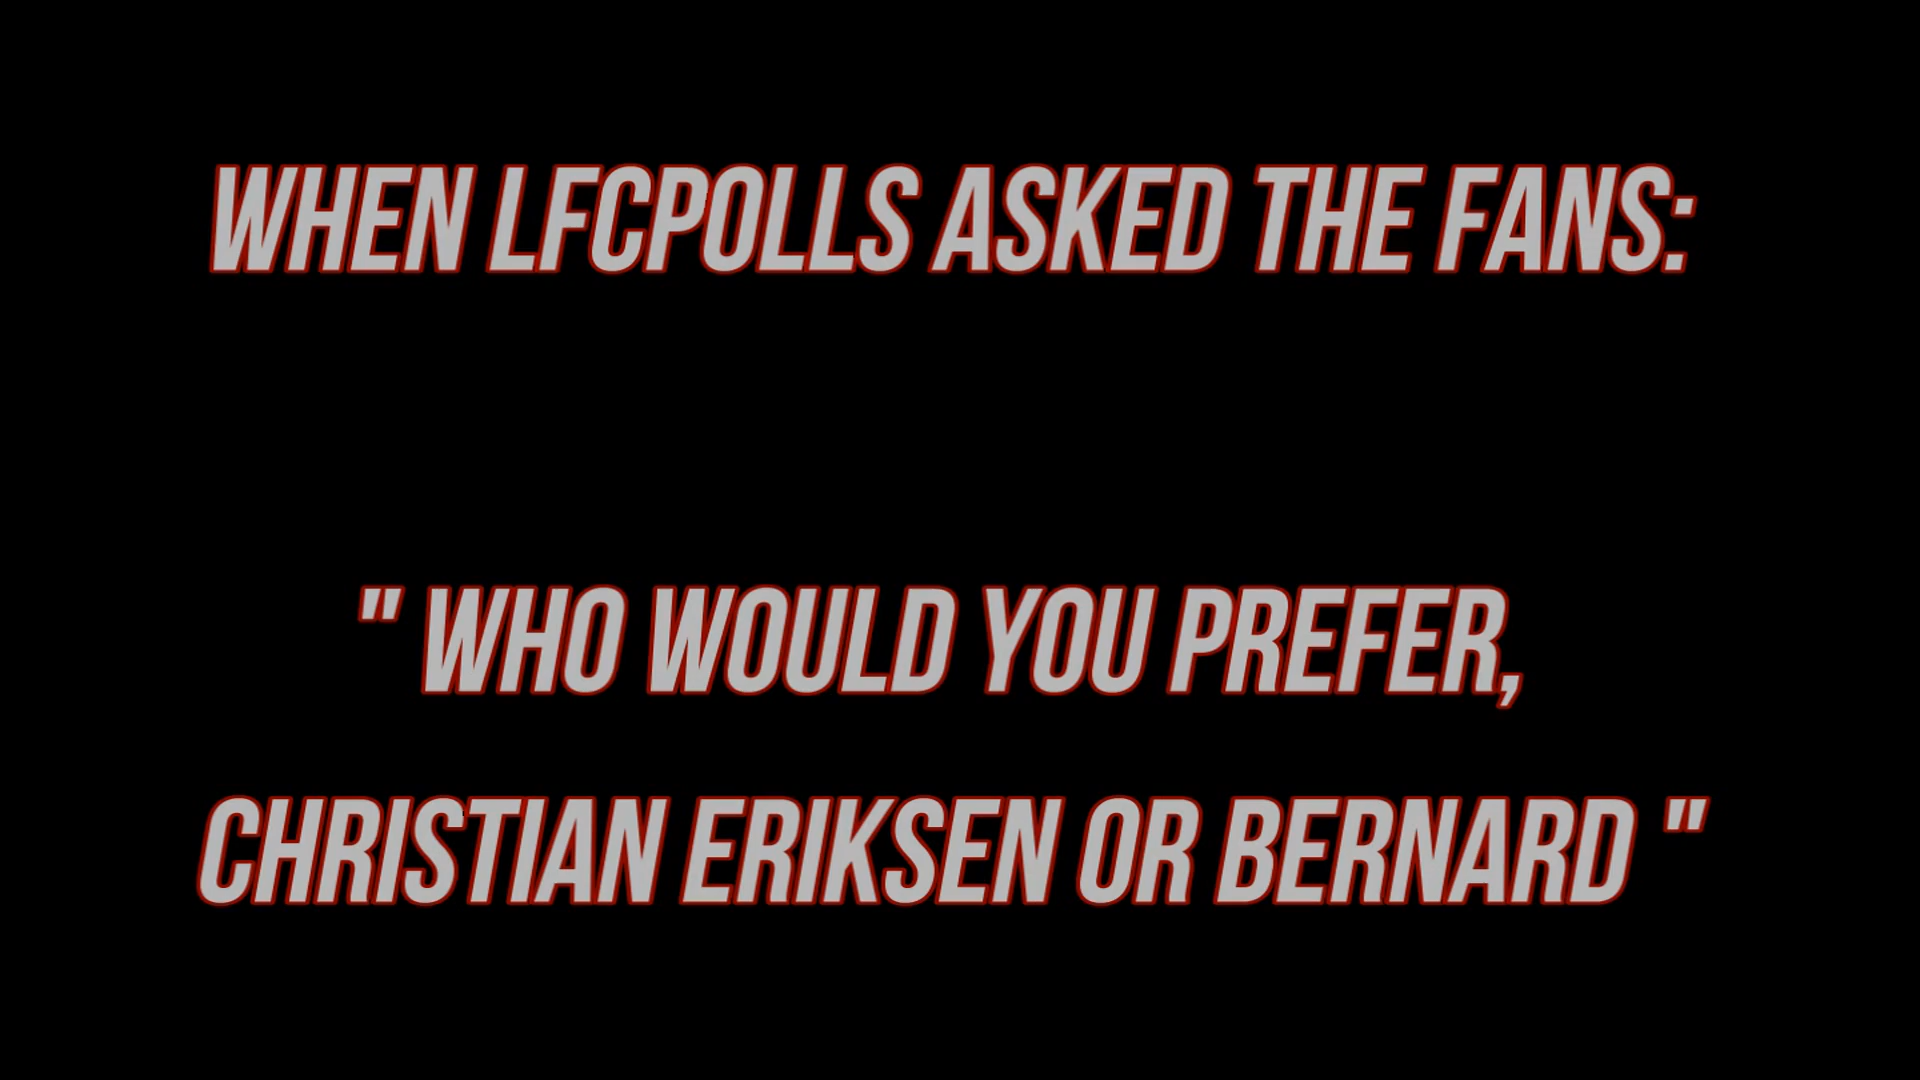 WHEN LFCPOLLS ASKED THE FANS:
" WHO WOULD YOU PREFER,
CHRISTIAN ERIKSEN OR BERNARD "